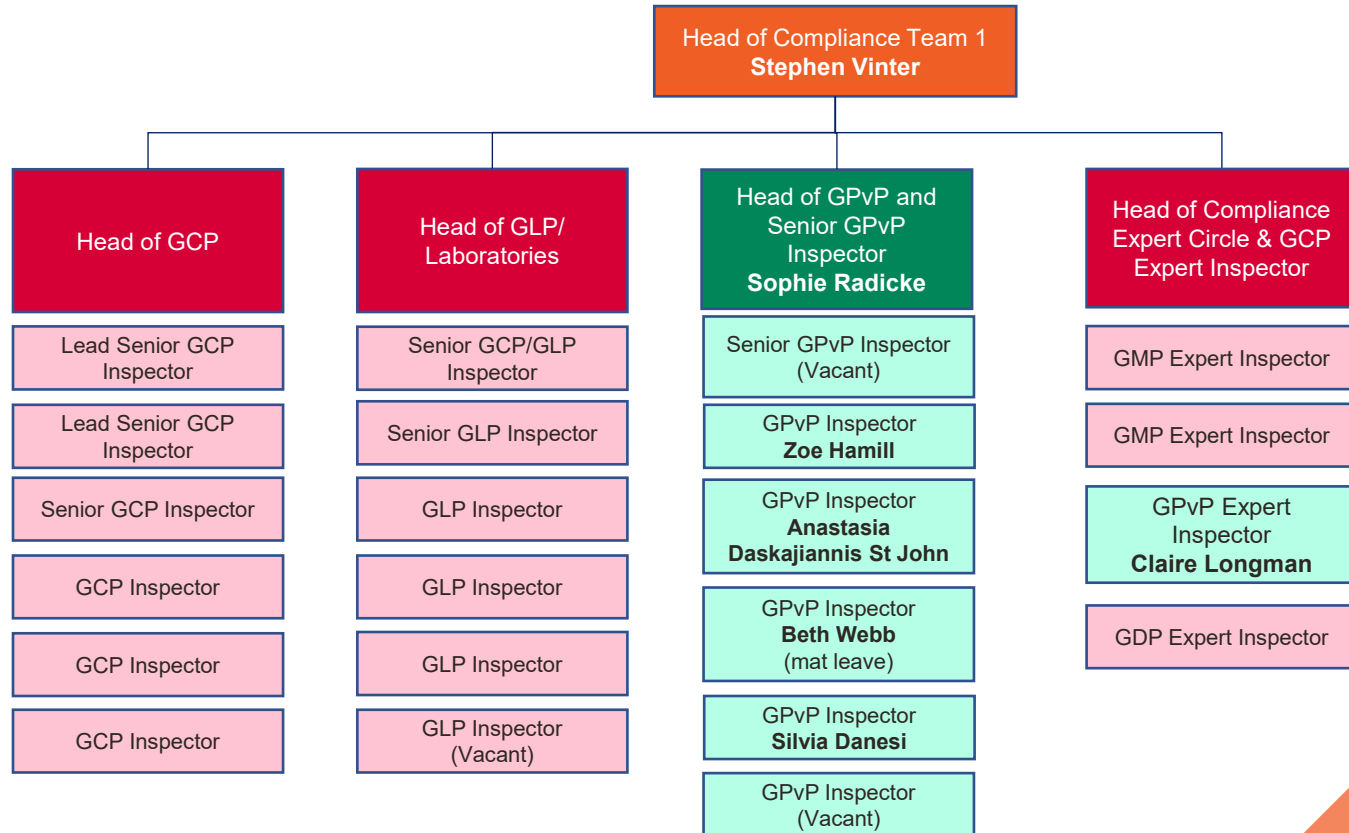 Head of Compliance Team 1
Stephen Vinter
Head of GCP
Lead Senior GCP
Inspector
Lead Senior GCP
Inspector
Senior GCP Inspector
GCP Inspector
GCP Inspector
GCP Inspector
Head of GLP/
Laboratories
Senior GCP/GLP
Inspector
Senior GLP Inspector
GLP Inspector
GLP Inspector
GLP Inspector
GLP Inspector
(Vacant)
Head of GPvP and
Senior GPvP
Inspector
Sophie Radicke
Senior GPvP Inspector
(Vacant)
GPvP Inspector
Zoe Hamill
GPvP Inspector
Anastasia
Daskajiannis St John
GPvP Inspector
Beth Webb
(mat leave)
GPvP Inspector
Silvia Danesi
GPvP Inspector
(Vacant)
Head of Compliance
Expert Circle & GCP
Expert Inspector
GMP Expert Inspector
GMP Expert Inspector
GPvP Expert
Inspector
Claire Longman
GDP Expert Inspector